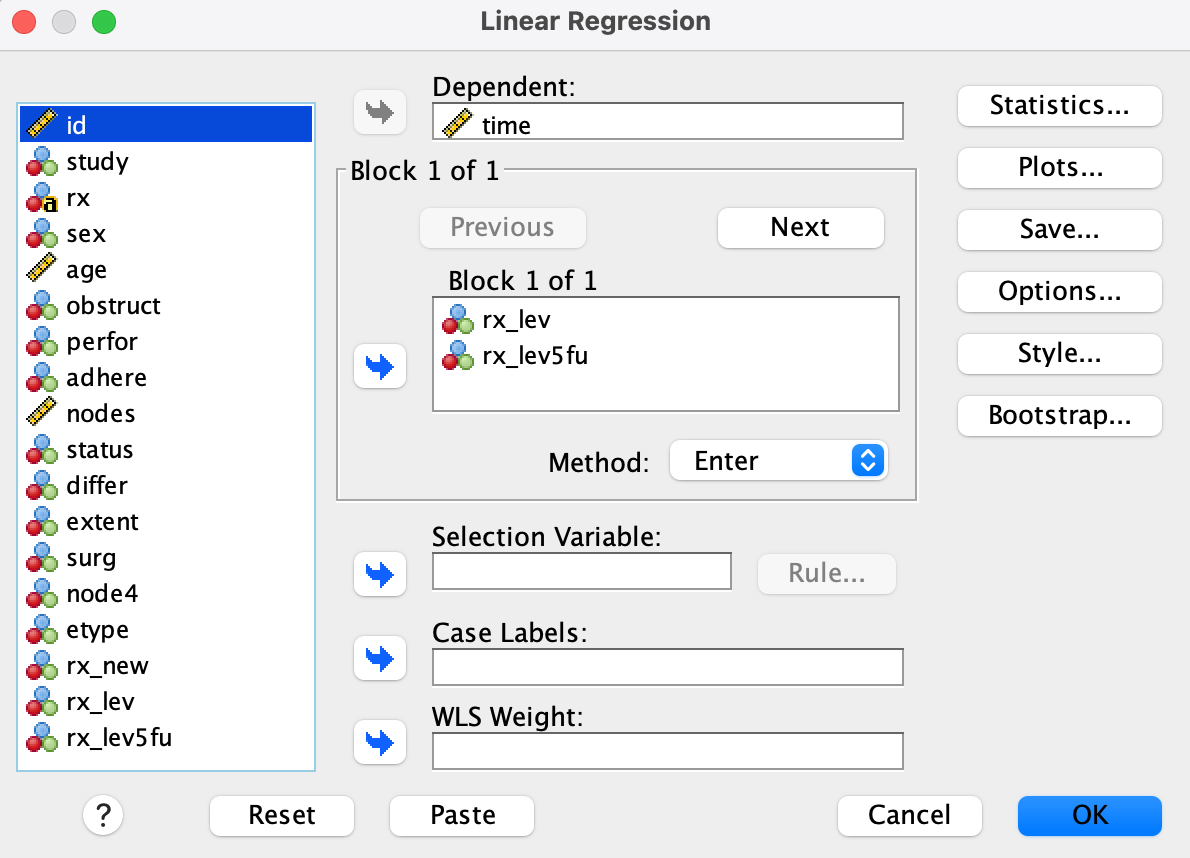 Linear Regression
id
study
a
rx
sex
age
obstruct
perfor
adhere
nodes
status
differ
extent
surg
node4
etype
rx_new
rx_lev
rx_lev5fu
Dependent:
time
Block 1 of 1
Previous
Next
Block 1 of 1
rx_lev
rx_lev5fu
Method:
Enter
Selection Variable:
Rule...
Case Labels:
WLS Weight:
Statistics...
Plots...
Save...
Options...
Style...
Bootstrap...
?
Reset
Paste
Cancel
OK